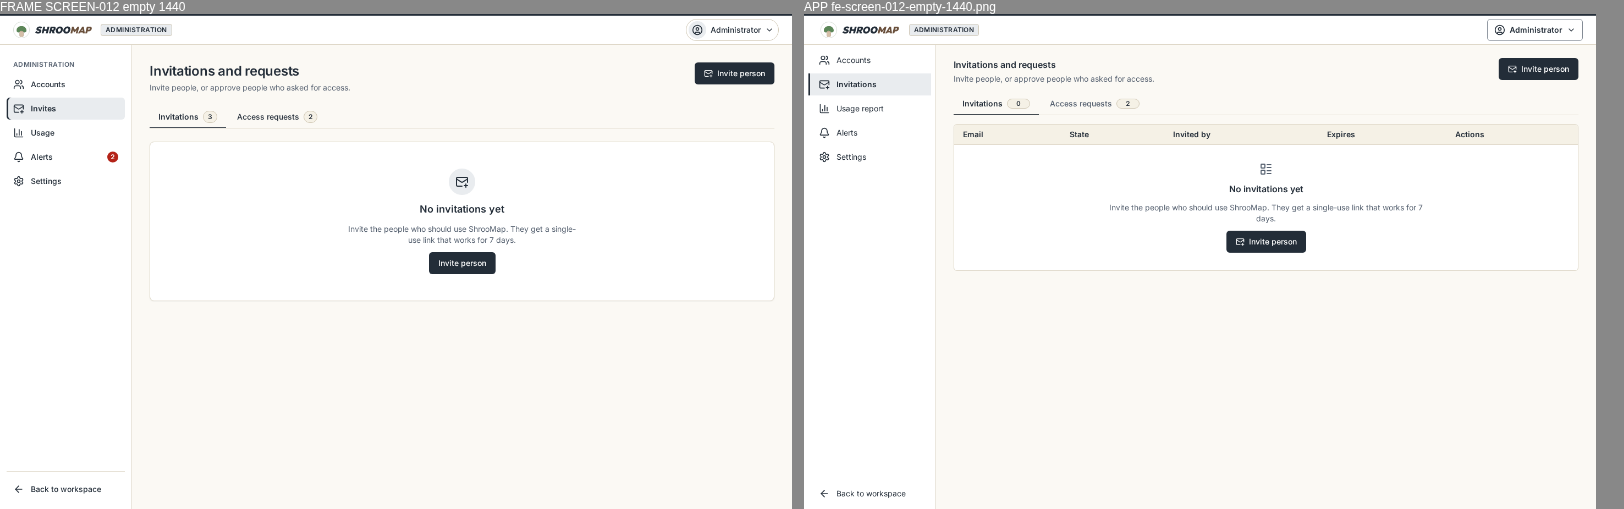 FRAME SCREEN-012 empty 1440
SHROOMAP ADMINISTRATION
Administrator
ADMINISTRATION
Accounts
Invites
Usage
Alerts 2
Settings
Back to workspace
Invitations and requests
Invite people, or approve people who asked for access.
Invite person
Invitations 3 Access requests 2
No invitations yet
Invite the people who should use ShrooMap. They get a single-
use link that works for 7 days.
Invite person
APP fe-screen-012-empty-1440.png
SHROOMAP ADMINISTRATION
Administrator
Accounts
Invitations
Usage report
Alerts
Settings
Back to workspace
Invitations and requests
Invite people, or approve people who asked for access.
Invite person
Invitations 0 Access requests 2
Email State Invited by Expires Actions
No invitations yet
Invite the people who should use ShrooMap. They get a single-use link that works for 7
days.
Invite person